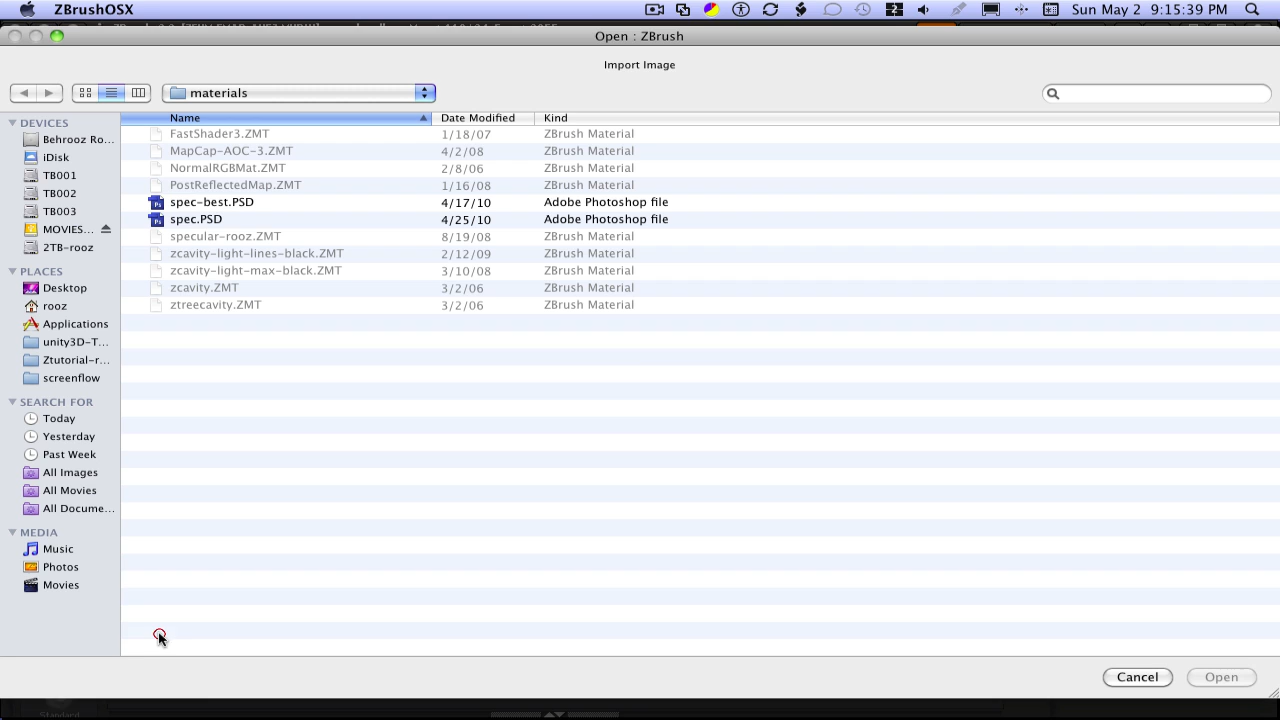 ZBrushOSX
Sun May 2 9:15:39 PM
Open : ZBrush
Import Image
materials
DEVICES
Behrooz Ro...
iDisk
TB001
TB002
TB003
MOVIES...
2TB-rooz
PLACES
Desktop
rooz
Applications
unity3D-T...
Ztutorial-r...
screenflow
SEARCH FOR
Today
Yesterday
Past Week
All Images
All Movies
All Docume...
MEDIA
Music
Photos
Movies
Name Date Modified Kind
FastShader3.ZMT 1/18/07 ZBrush Material
MapCap-AOC-3.ZMT 4/2/08 ZBrush Material
NormalRGBMat.ZMT 2/8/06 ZBrush Material
PostReflectedMap.ZMT 1/16/08 ZBrush Material
spec-best.PSD 4/17/10 Adobe Photoshop file
spec.PSD 4/25/10 Adobe Photoshop file
specular-rooz.ZMT 8/19/08 ZBrush Material
zcavity-light-lines-black.ZMT 2/12/09 ZBrush Material
zcavity-light-max-black.ZMT 3/10/08 ZBrush Material
zcavity.ZMT 3/2/06 ZBrush Material
ztreecavity.ZMT 3/2/06 ZBrush Material
Cancel Open
Standard